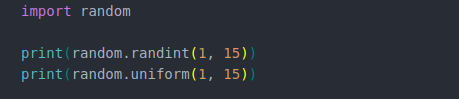 import random
print(random.randint(1, 15))
print(random.uniform(1, 15))